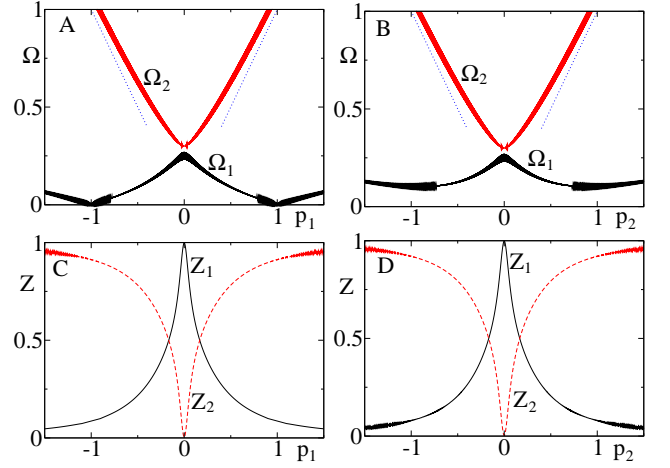 1 1
A B
Ω Ω
Ω₂ Ω₂
0.5 0.5
Ω₁ Ω₁
0 0
-1 0 1 p₁ -1 0 1 p₂
1 1
C D
Z₁ Z₁
Z Z
0.5 0.5
Z₂ Z₂
0 0
-1 0 1 p₁ -1 0 1 p₂